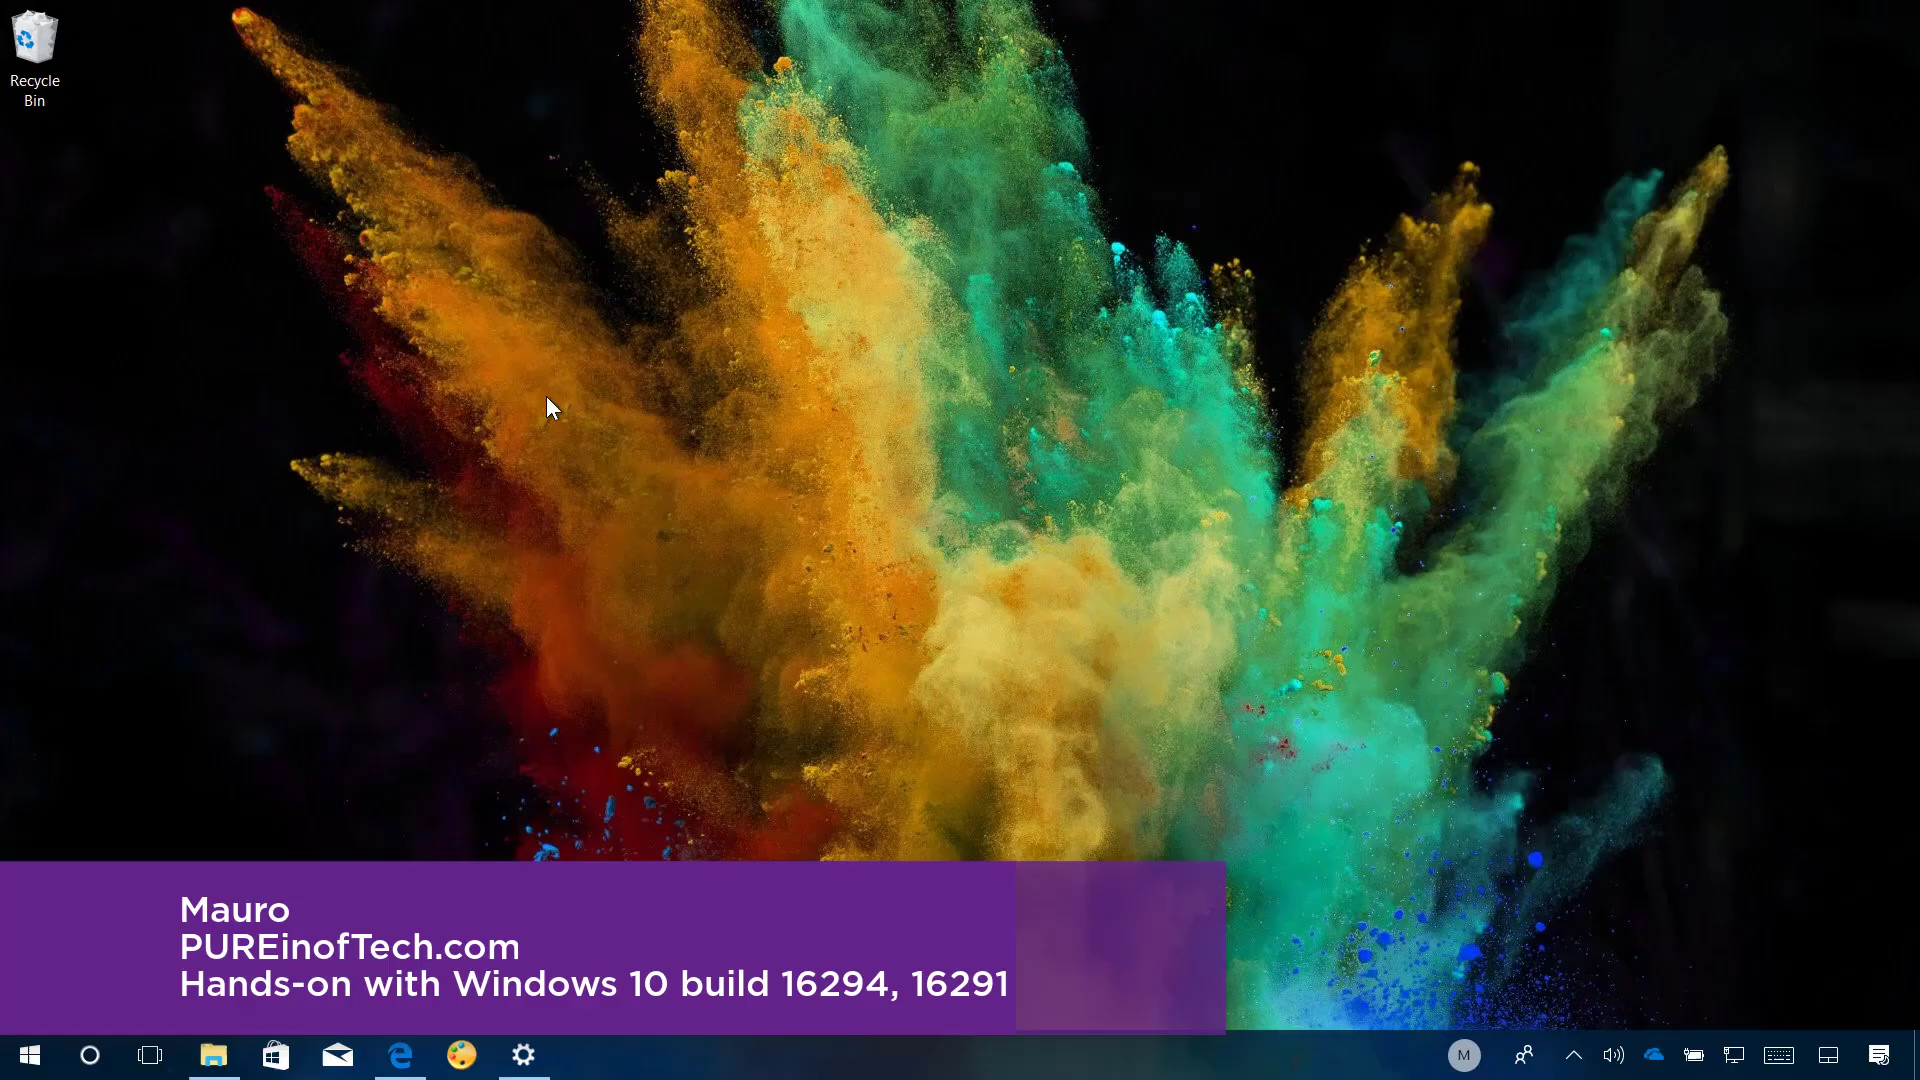 Recycle
Bin
Mauro
PUREinofTech.com
Hands-on with Windows 10 build 16294, 16291
M